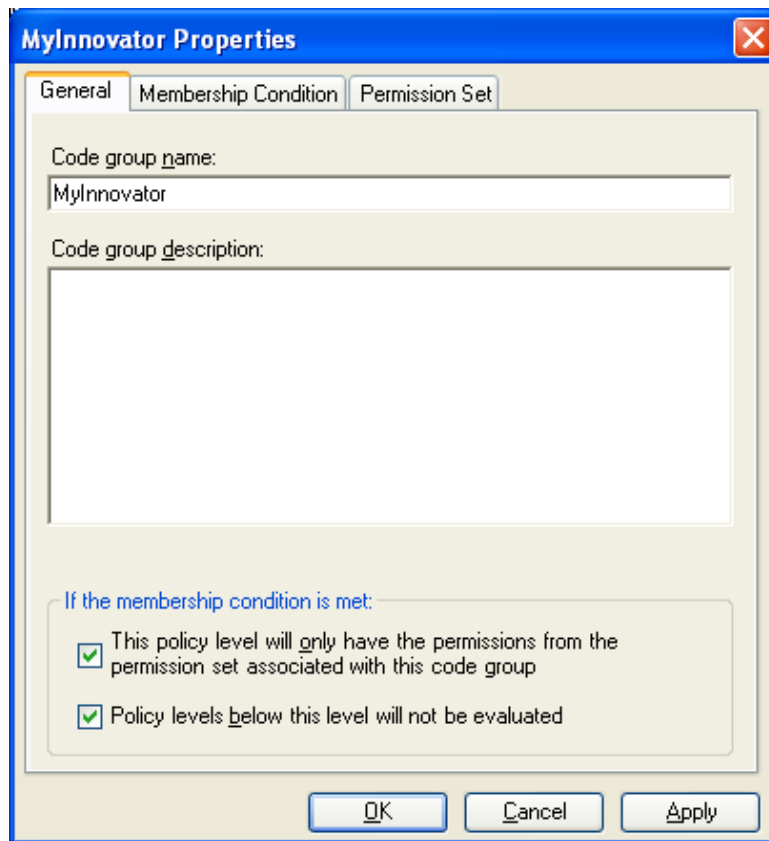 MyInnovator Properties
General
Membership Condition
Permission Set
Code group name:
MyInnovator
Code group description:
If the membership condition is met:
This policy level will only have the permissions from the
permission set associated with this code group
Policy levels below this level will not be evaluated
OK
Cancel
Apply